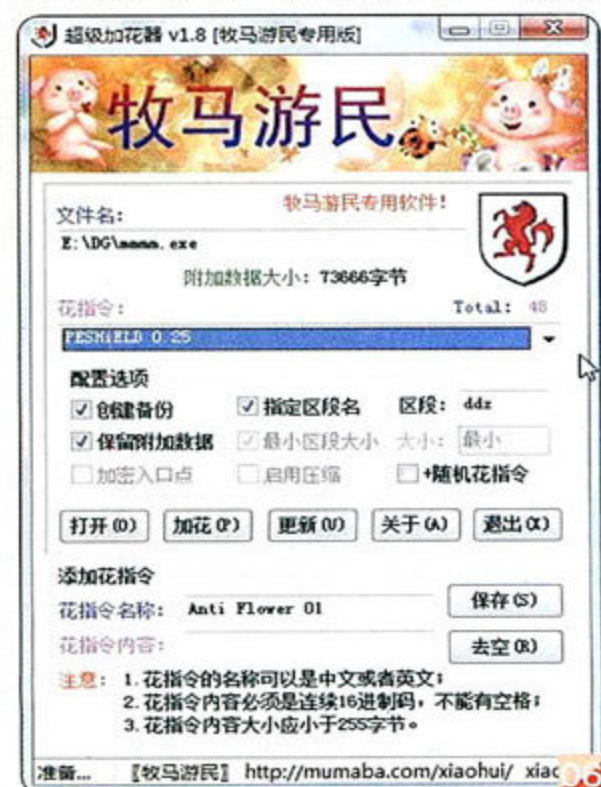 超级加花器 v1.8 [牧马游民专用版]
牧马游民
牧马游民专用软件!
文件名:
E:\DG\mmmm.exe
附加数据大小: 73666字节
花指令: Total: 48
PESHiELD 0.25
配置选项
创建备份 指定区段名 区段: ddx
保留附加数据 最小区段大小 大小: 最小
加密入口点 启用压缩 +随机花指令
打开(O) 加花(P) 更新(U) 关于(A) 退出(X)
添加花指令
花指令名称: Anti Flower 01 保存(S)
花指令内容: 去空(R)
注意: 1.花指令的名称可以是中文或者英文;
2.花指令内容必须是连续16进制码,不能有空格;
3.花指令内容大小应小于255字节。
准备... 〖牧马游民〗 http://mumaba.com/xiaohui/ xiao
06